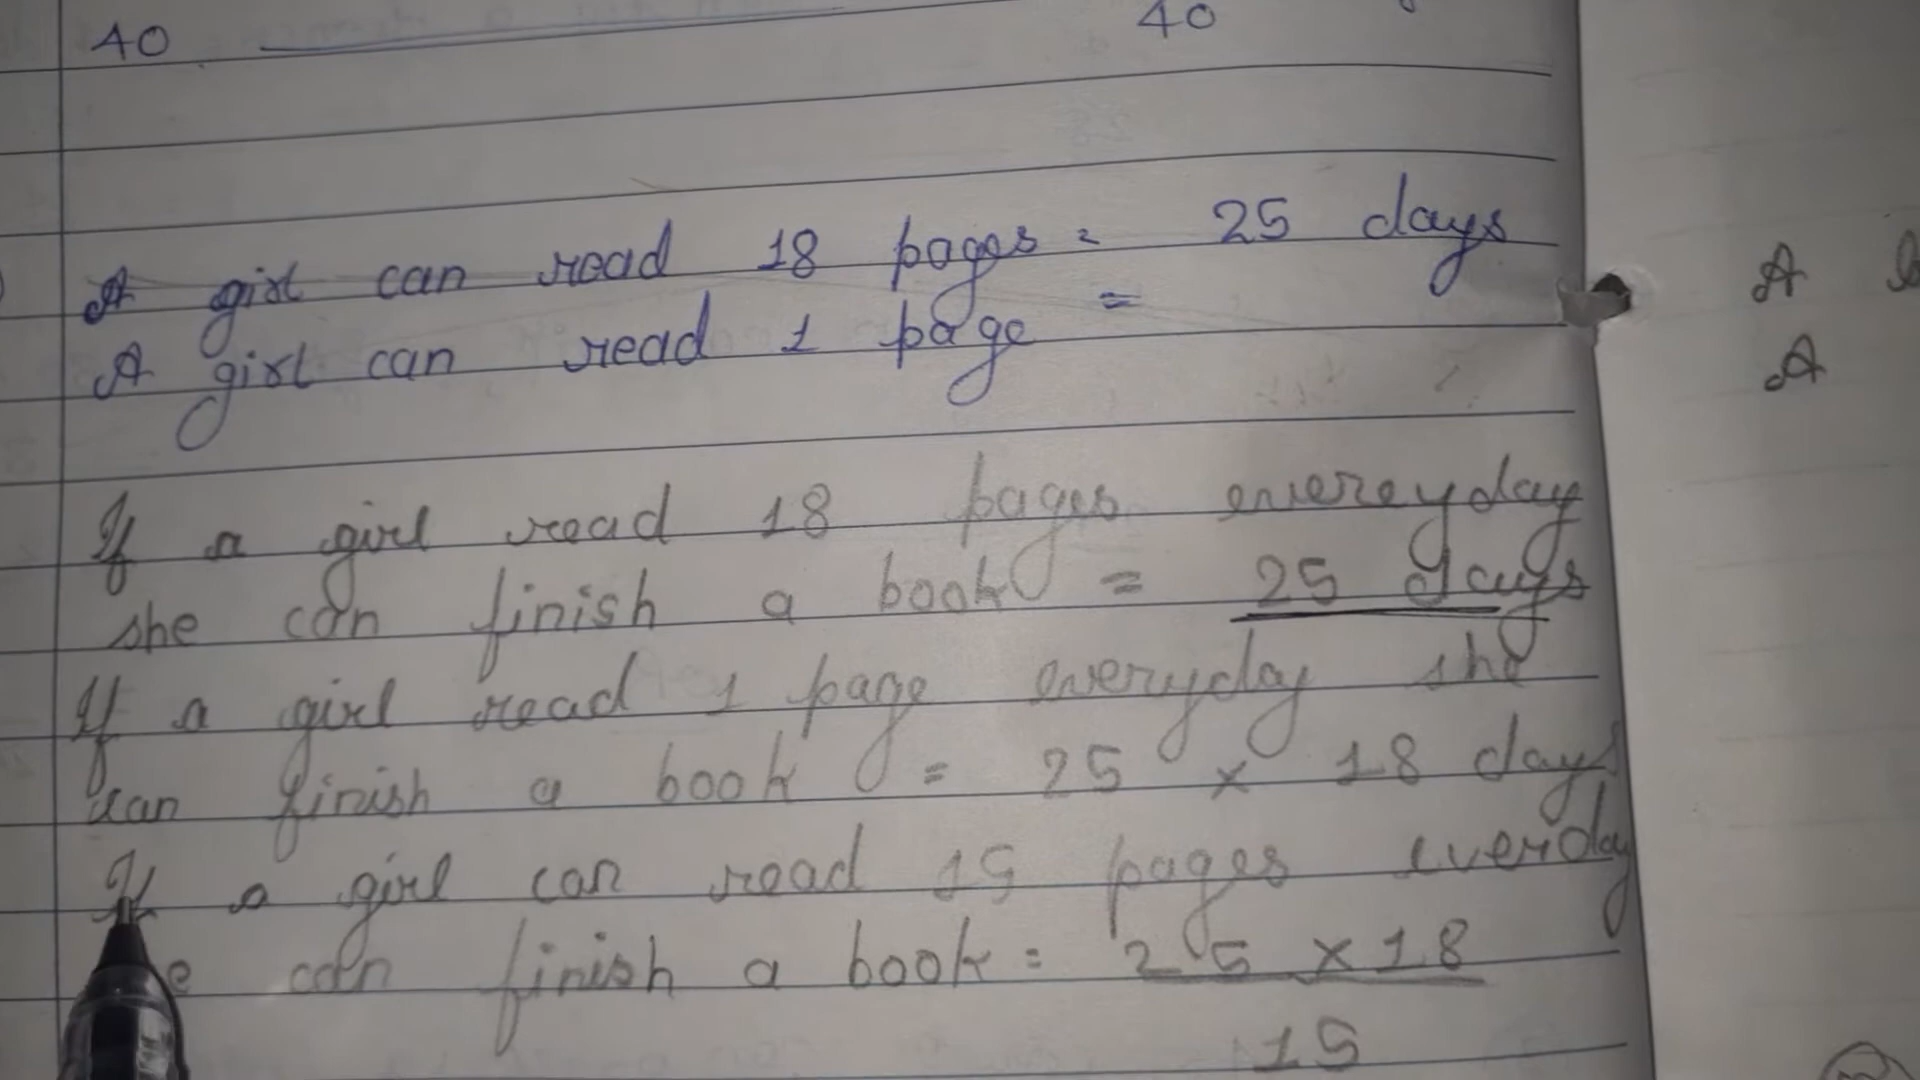 40 40
A girl can read 18 pages = 25 days
A girl can read 1 page =
If a girl read 18 pages evereyday
she can finish a book = 25 days
If a girl read 1 page everyday she
can finish a book = 25 × 18 days
If a girl can read 15 pages everyday
can finish a book = 25 × 18
15
A
A